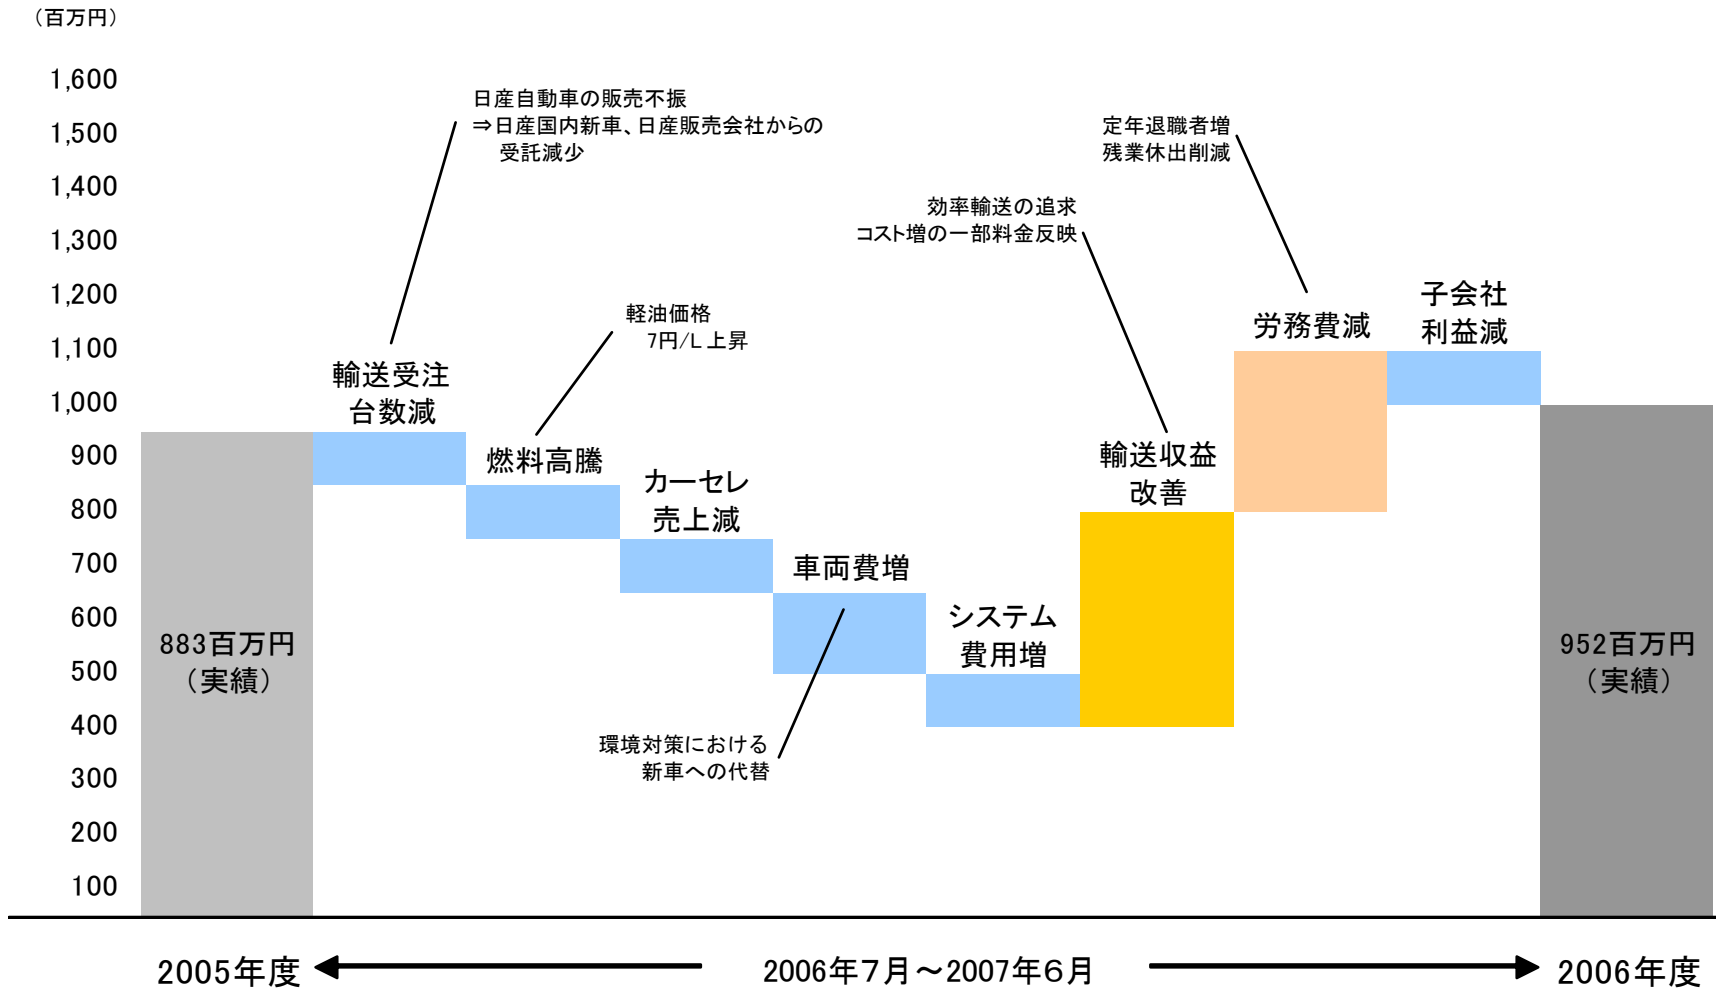 （百万円）
1,600
1,500
1,400
1,300
1,200
1,100
1,000
900
800
700
600
500
400
300
200
100
日産自動車の販売不振
⇒日産国内新車、日産販売会社からの
受託減少
定年退職者増
残業休出削減
効率輸送の追求
コスト増の一部料金反映
軽油価格
7円/L上昇
輸送受注
台数減
燃料高騰
カーセレ
売上減
車両費増
システム
費用増
輸送収益
改善
労務費減
子会社
利益減
環境対策における
新車への代替
883百万円
（実績）
952百万円
（実績）
2005年度
2006年７月～2007年６月
2006年度